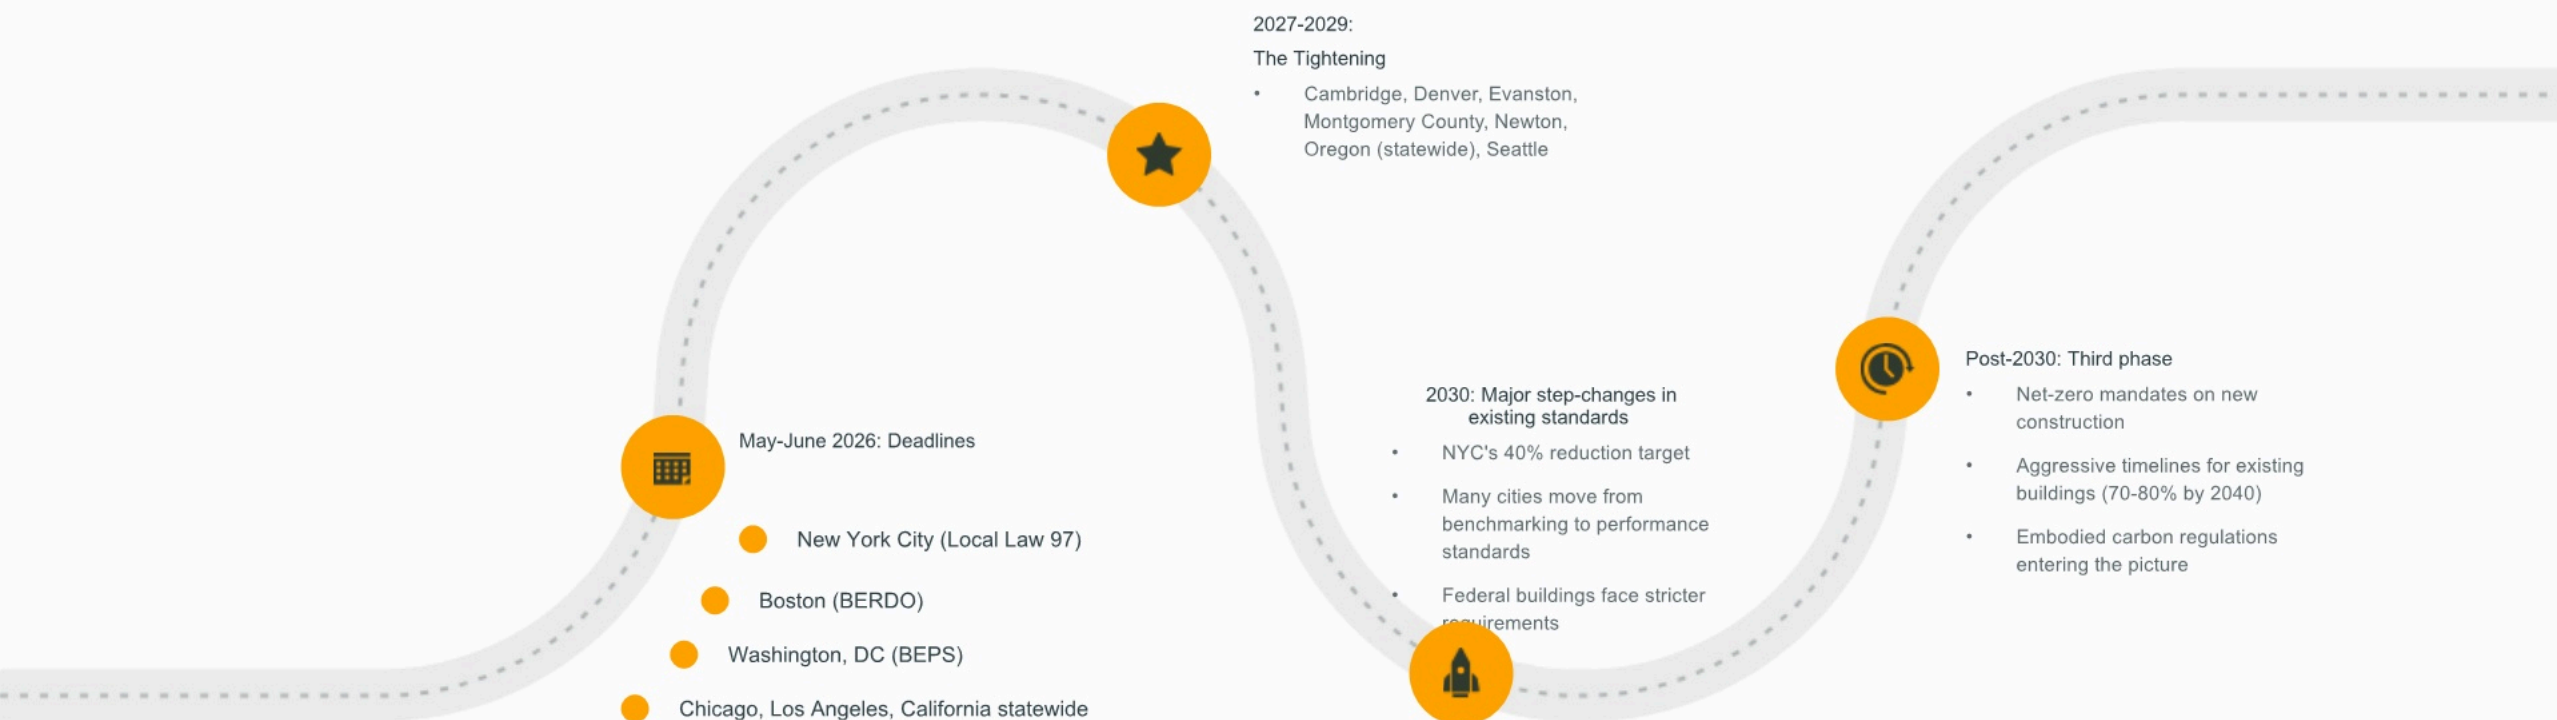 2027-2029:
The Tightening
• Cambridge, Denver, Evanston,
Montgomery County, Newton,
Oregon (statewide), Seattle
May-June 2026: Deadlines
New York City (Local Law 97)
Boston (BERDO)
Washington, DC (BEPS)
Chicago, Los Angeles, California statewide
2030: Major step-changes in
existing standards
• NYC's 40% reduction target
• Many cities move from
benchmarking to performance
standards
• Federal buildings face stricter
requirements
Post-2030: Third phase
• Net-zero mandates on new
construction
• Aggressive timelines for existing
buildings (70-80% by 2040)
• Embodied carbon regulations
entering the picture